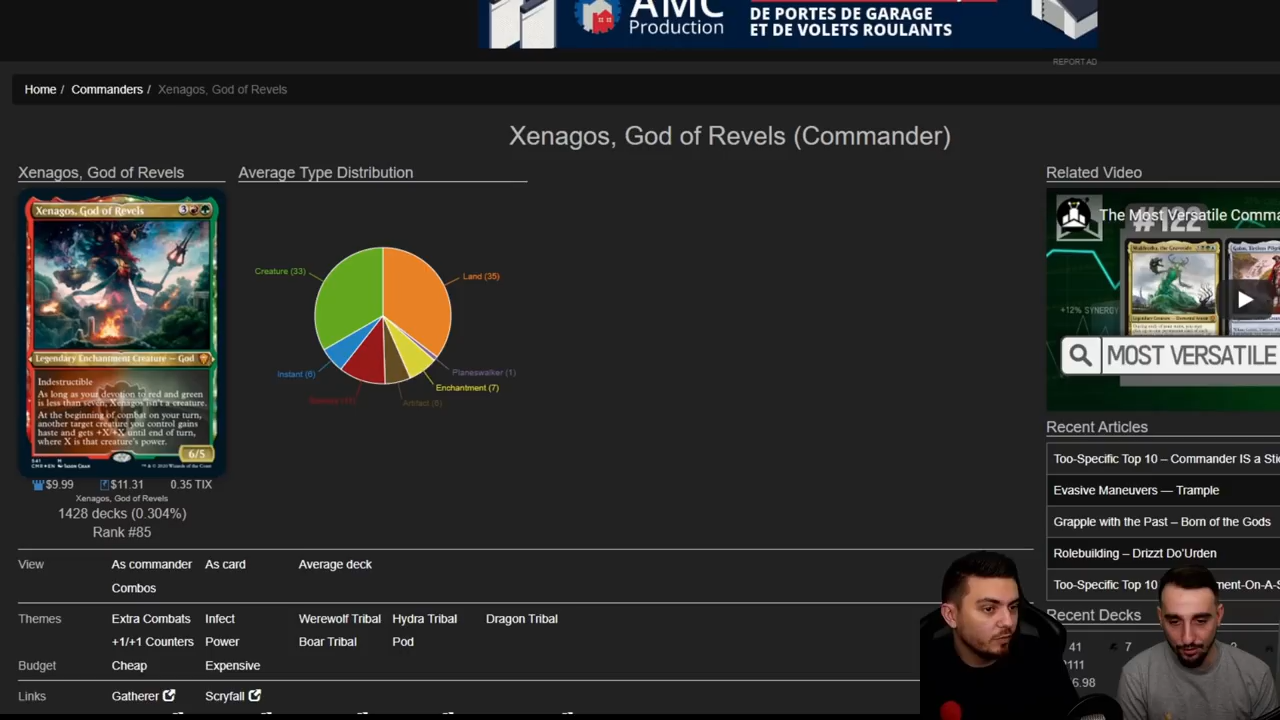 AMC
Production
DE PORTES DE GARAGE
ET DE VOLETS ROULANTS
REPORT AD
Home / Commanders / Xenagos, God of Revels
Xenagos, God of Revels (Commander)
Xenagos, God of Revels
Average Type Distribution
Related Video
Xenagos, God of Revels
Legendary Enchantment Creature — God
Indestructible
As long as your devotion to red and green
is less than seven, Xenagos isn't a creature.
At the beginning of combat on your turn,
another target creature you control gains
haste and gets +X/+X until end of turn,
where X is that creature's power.
6/5
Creature (33)
Land (35)
Planeswalker (1)
Enchantment (7)
Instant (6)
#122
The Most Versatile Comma
+12% SYNERGY
MOST VERSATILE
$9.99
$11.31
0.35 TIX
Xenagos, God of Revels
1428 decks (0.304%)
Rank #85
Recent Articles
Too-Specific Top 10 – Commander IS a Sti
Evasive Maneuvers — Trample
Grapple with the Past – Born of the Gods
Rolebuilding – Drizzt Do'Urden
Too-Specific Top 10
ment-On-A-S
Recent Decks
41
7
View
As commander
As card
Average deck
Combos
Themes
Extra Combats
Infect
Werewolf Tribal
Hydra Tribal
Dragon Tribal
+1/+1 Counters
Power
Boar Tribal
Pod
Budget
Cheap
Expensive
Links
Gatherer
Scryfall